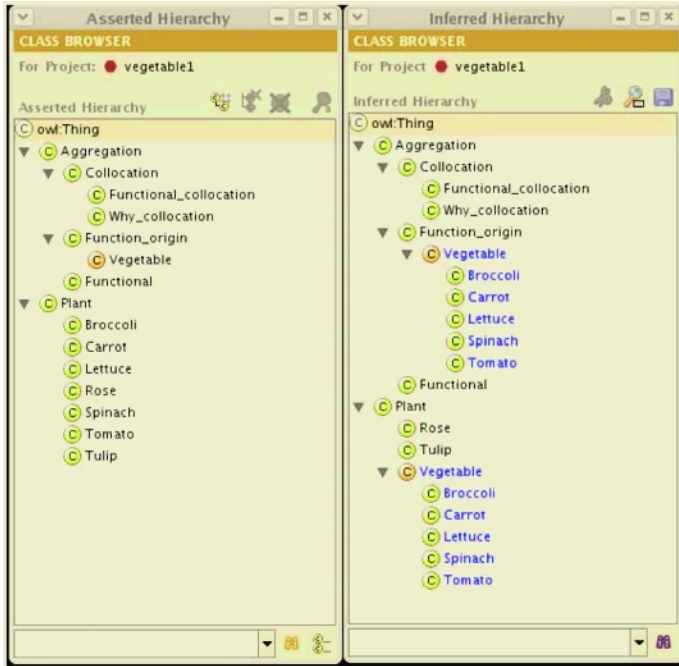 Asserted Hierarchy
CLASS BROWSER
For Project: vegetable1
Asserted Hierarchy
C owl:Thing
C Aggregation
C Collocation
C Functional_collocation
C Why_collocation
C Function_origin
C Vegetable
C Functional
C Plant
C Broccoli
C Carrot
C Lettuce
C Rose
C Spinach
C Tomato
C Tulip
Inferred Hierarchy
CLASS BROWSER
For Project vegetable1
Inferred Hierarchy
C owl:Thing
C Aggregation
C Collocation
C Functional_collocation
C Why_collocation
C Function_origin
C Vegetable
C Broccoli
C Carrot
C Lettuce
C Spinach
C Tomato
C Functional
C Plant
C Rose
C Tulip
C Vegetable
C Broccoli
C Carrot
C Lettuce
C Spinach
C Tomato